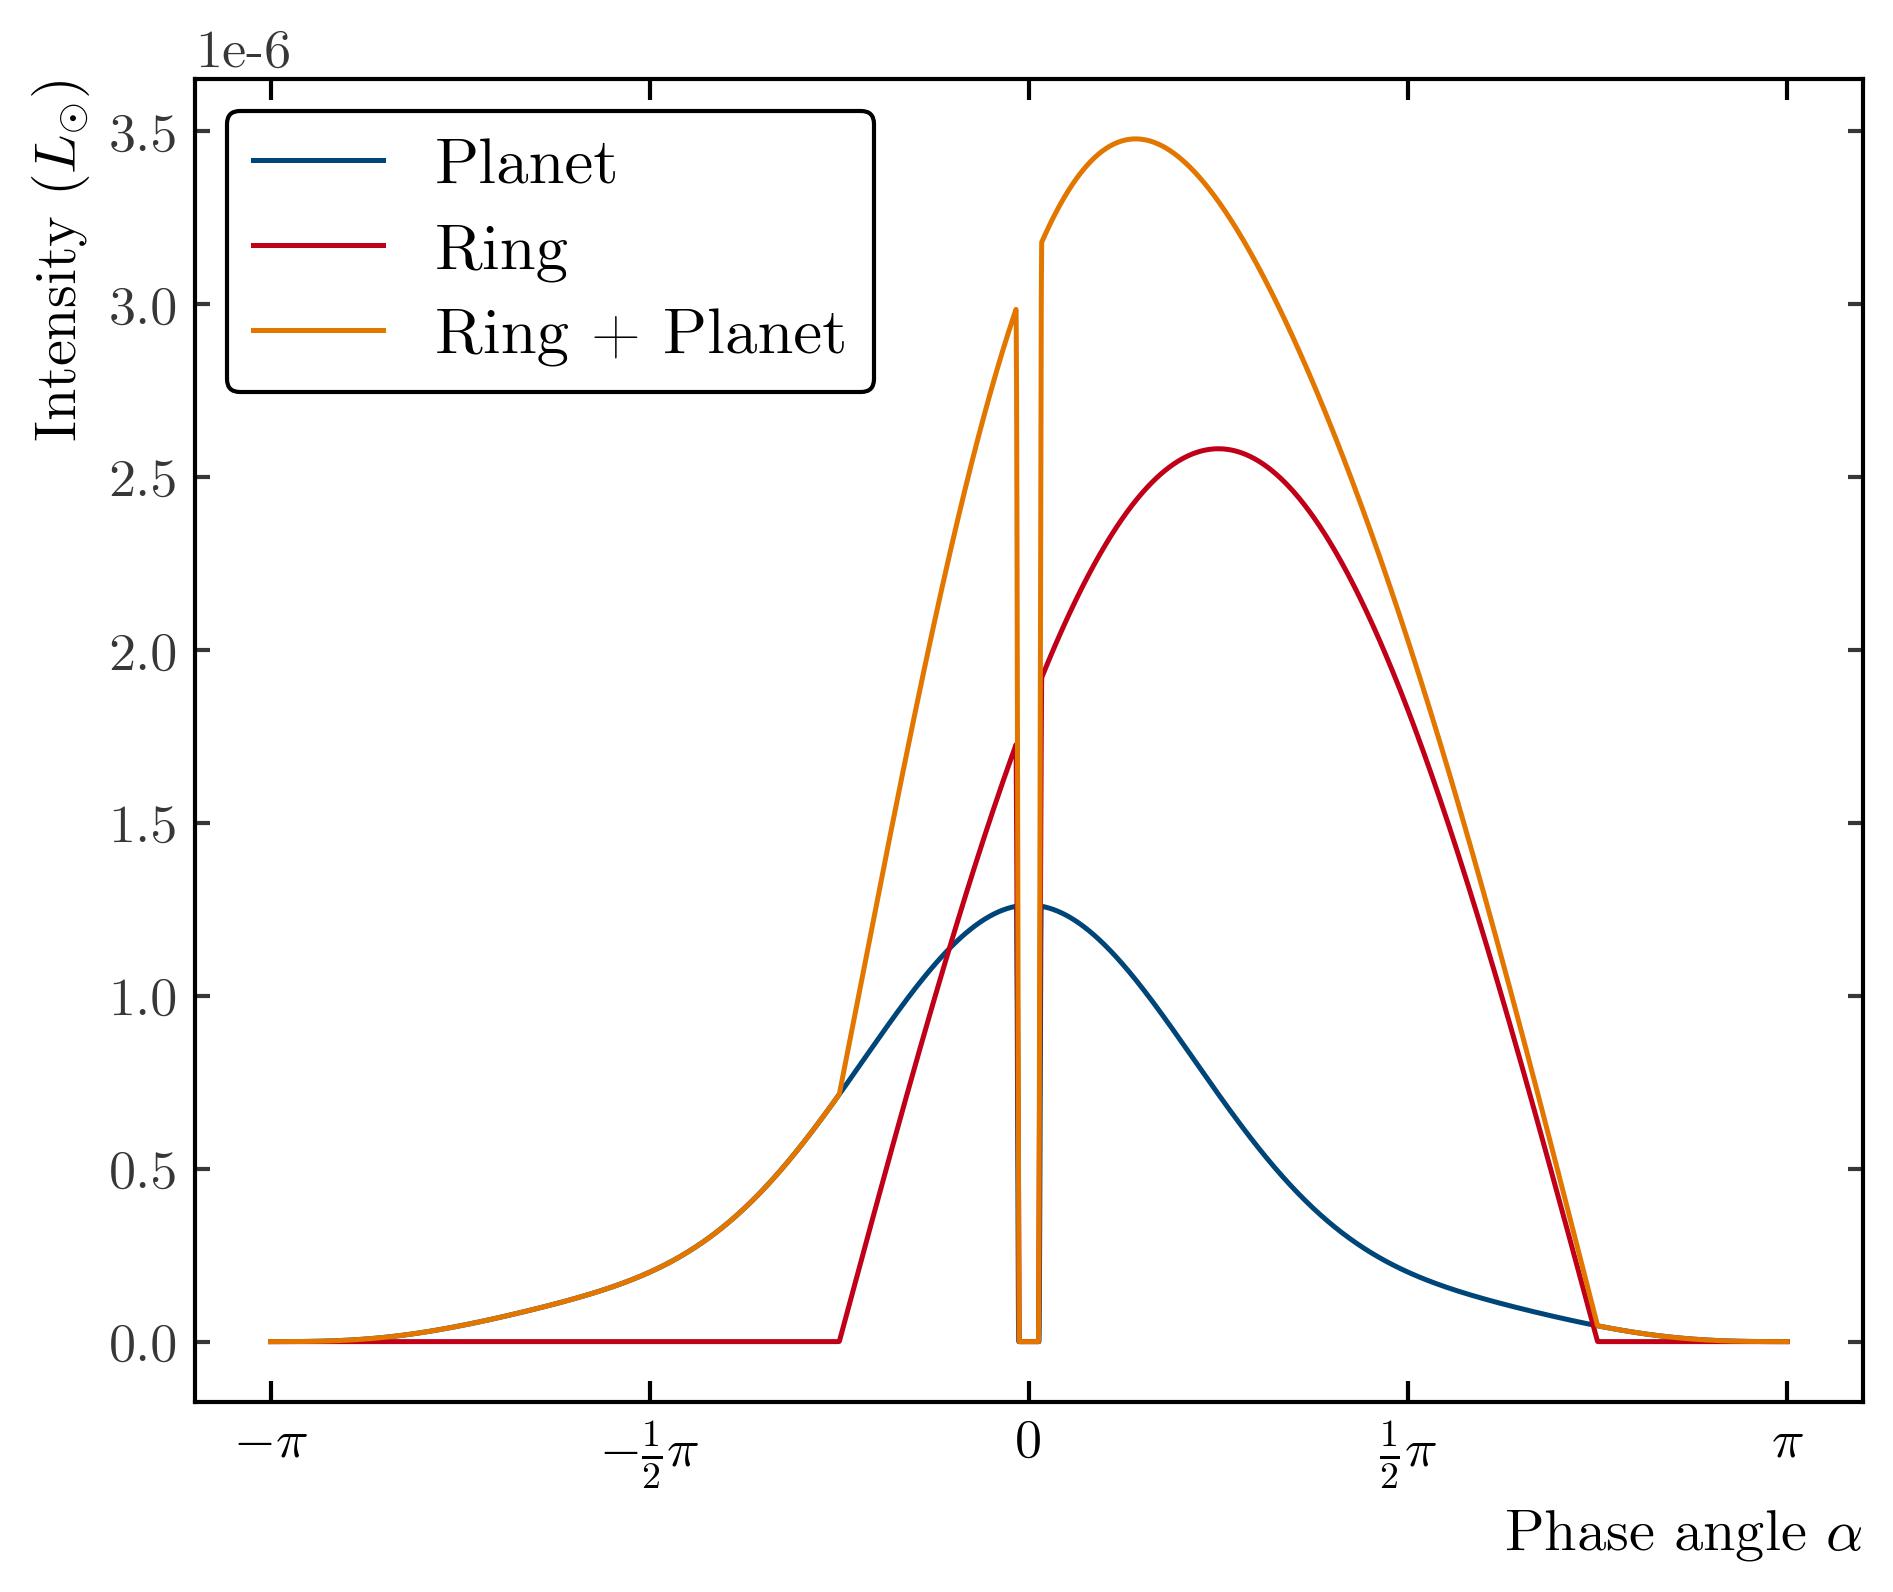 1e-6
Intensity (L⊙)
3.5
3.0
2.5
2.0
1.5
1.0
0.5
0.0
Planet
Ring
Ring + Planet
−π
−½π
0
½π
π
Phase angle α